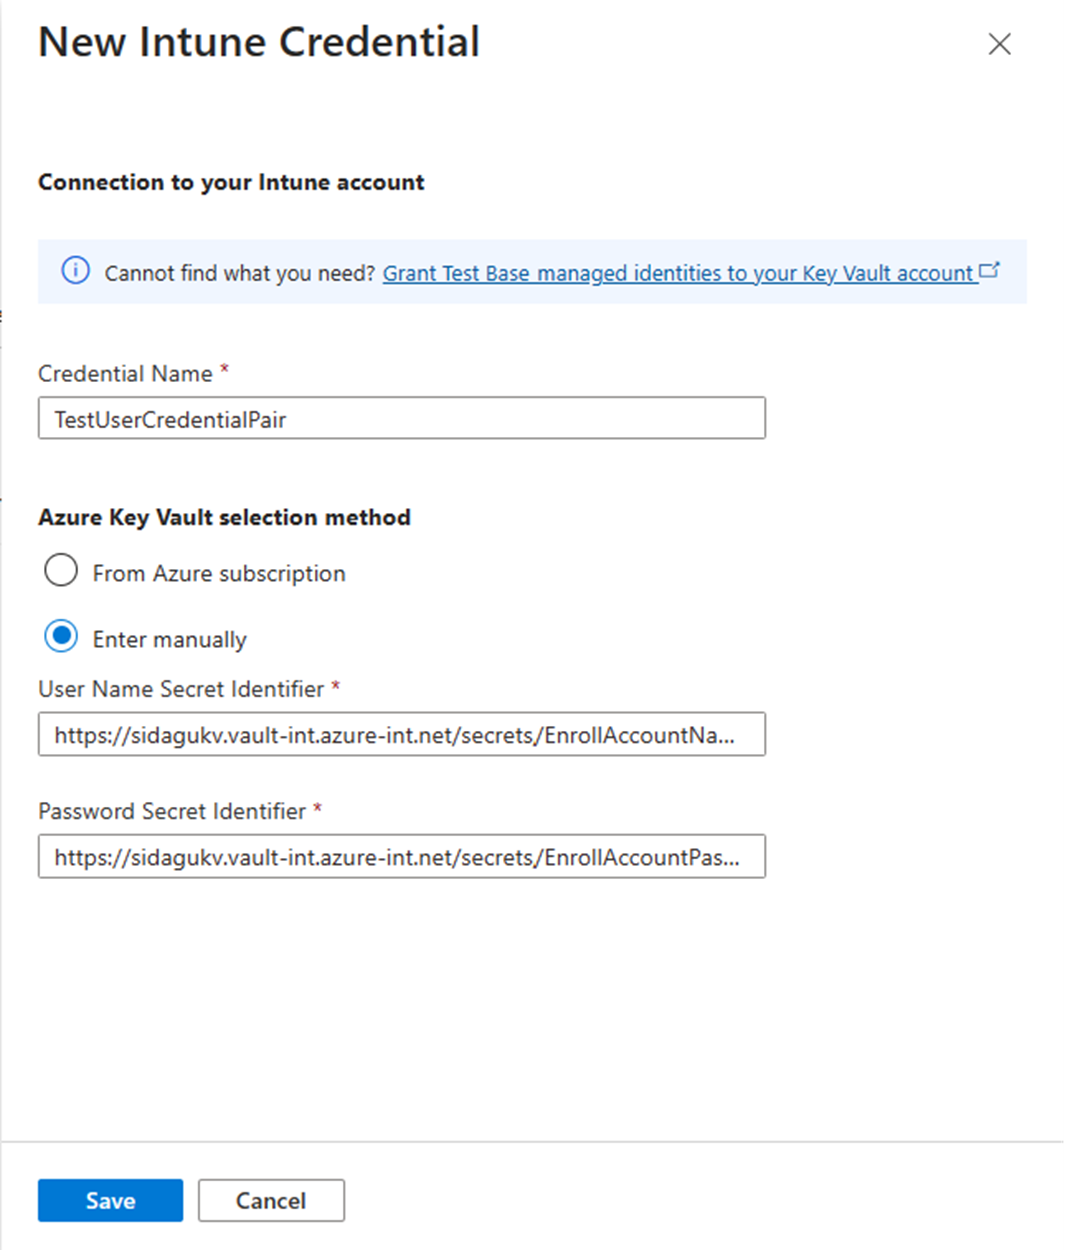 New Intune Credential
Connection to your Intune account
Cannot find what you need? Grant Test Base managed identities to your Key Vault account
Credential Name *
TestUserCredentialPair
Azure Key Vault selection method
From Azure subscription
Enter manually
User Name Secret Identifier *
https://sidagukv.vault-int.azure-int.net/secrets/EnrollAccountNa...
Password Secret Identifier *
https://sidagukv.vault-int.azure-int.net/secrets/EnrollAccountPas...
Save Cancel